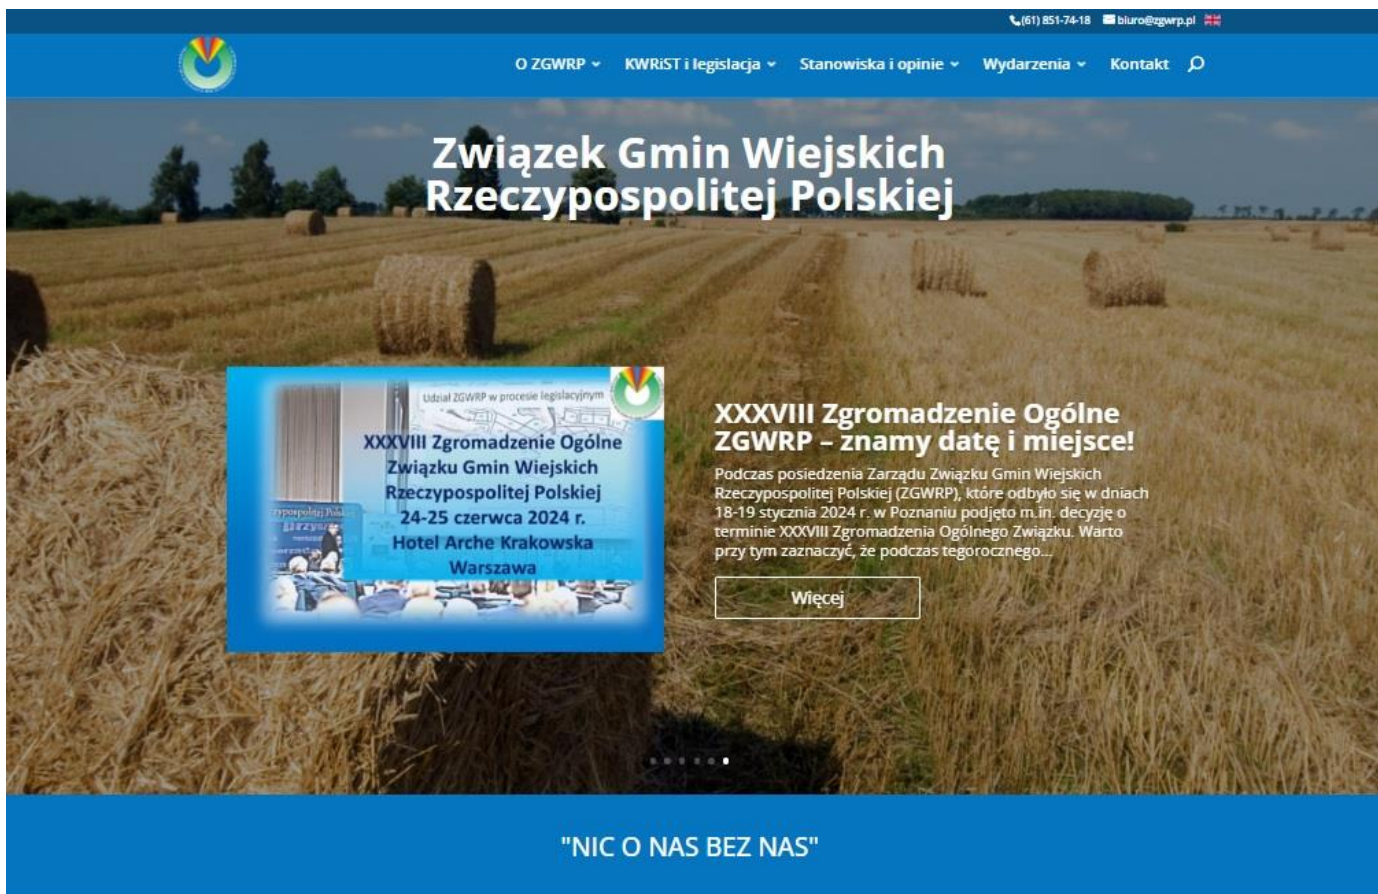 (61) 851-74-18 biuro@zgwrp.pl
O ZGWRP KWRiST i legislacja Stanowiska i opinie Wydarzenia Kontakt
Związek Gmin Wiejskich
Rzeczypospolitej Polskiej
Udział ZGWRP w procesie legislacyjnym
XXXVIII Zgromadzenie Ogólne
Związku Gmin Wiejskich
Rzeczypospolitej Polskiej
24-25 czerwca 2024 r.
Hotel Arche Krakowska
Warszawa
XXXVIII Zgromadzenie Ogólne
ZGWRP – znamy datę i miejsce!
Podczas posiedzenia Zarządu Związku Gmin Wiejskich
Rzeczypospolitej Polskiej (ZGWRP), które odbyło się w dniach
18-19 stycznia 2024 r. w Poznaniu podjęto m.in. decyzję o
terminie XXXVIII Zgromadzenia Ogólnego Związku. Warto
przy tym zaznaczyć, że podczas tegorocznego...
Więcej
"NIC O NAS BEZ NAS"